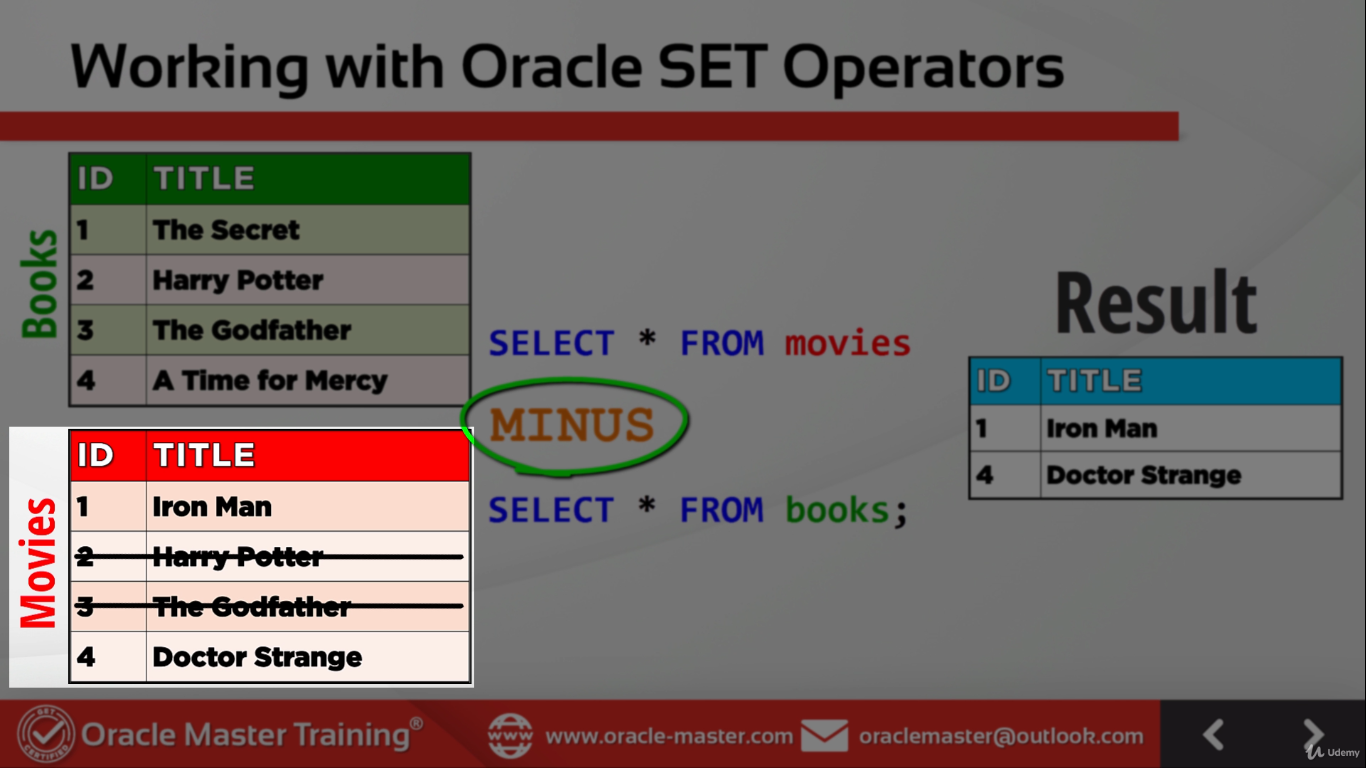 Working with Oracle SET Operators
Books
ID TITLE
1 The Secret
2 Harry Potter
3 The Godfather
4 A Time for Mercy
Movies
ID TITLE
1 Iron Man
2 Harry Potter
3 The Godfather
4 Doctor Strange
SELECT * FROM movies
MINUS
SELECT * FROM books;
Result
ID TITLE
1 Iron Man
4 Doctor Strange
GET CERTIFIED
Oracle Master Training®
WWW
www.oracle-master.com
oraclemaster@outlook.com
Udemy